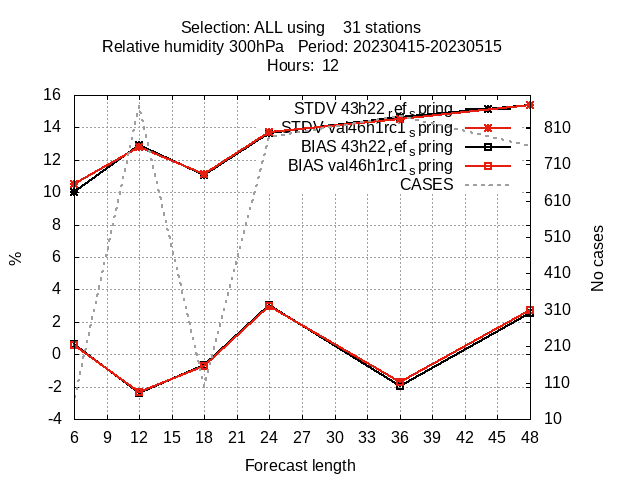 Selection: ALL using 31 stations
Relative humidity 300hPa Period: 20230415-20230515
Hours: 12
STDV 43h22_ref_spring
STDV val46h1rc1_spring
BIAS 43h22_ref_spring
BIAS val46h1rc1_spring
CASES
16
14
12
10
8
6
4
2
0
-2
-4
%
810
710
610
510
410
310
210
110
10
No cases
6 9 12 15 18 21 24 27 30 33 36 39 42 45 48
Forecast length